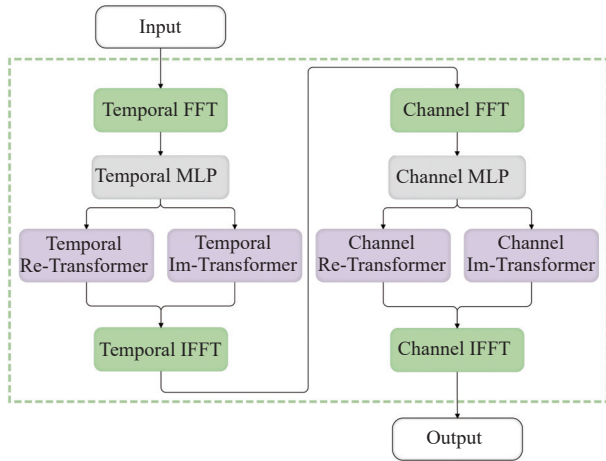 Input
Temporal FFT
Temporal MLP
Temporal
Re-Transformer
Temporal
Im-Transformer
Temporal IFFT
Channel FFT
Channel MLP
Channel
Re-Transformer
Channel
Im-Transformer
Channel IFFT
Output